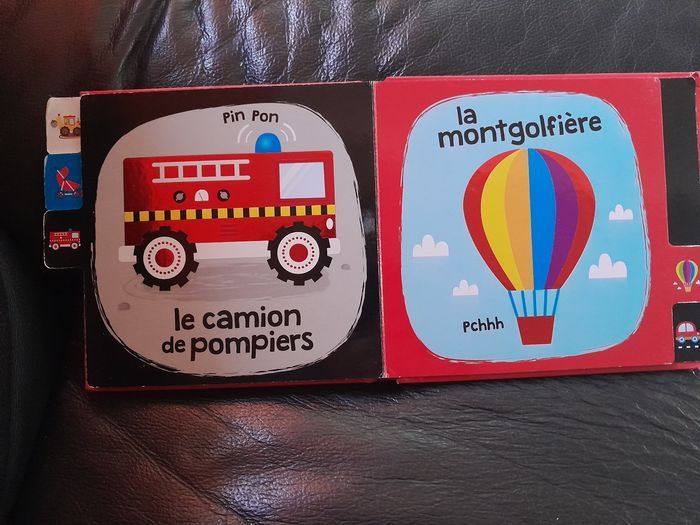 Pin Pon
le camion
de pompiers
la
montgolfière
Pchhh